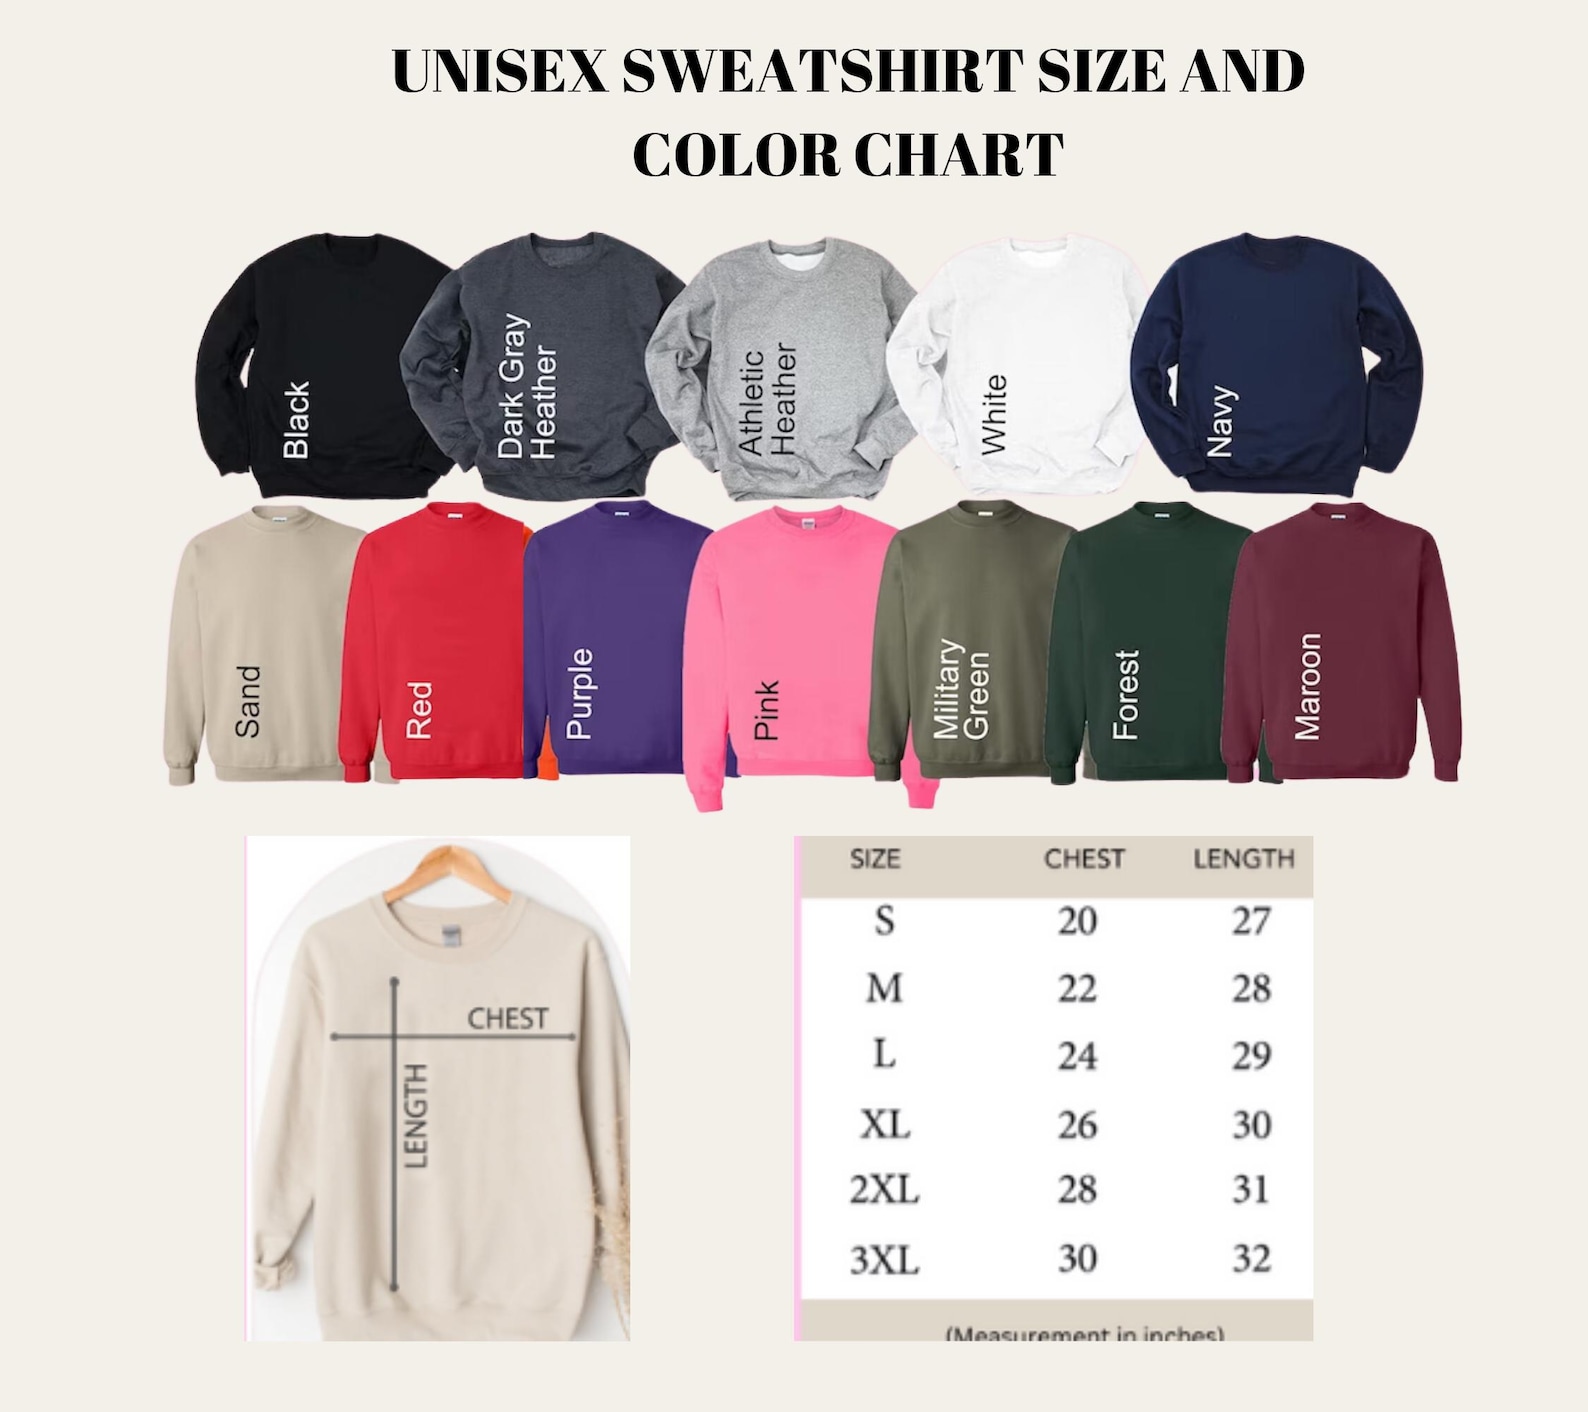 UNISEX SWEATSHIRT SIZE AND
COLOR CHART
Black
Dark Gray
Heather
Athletic
Heather
White
Navy
Sand
Red
Purple
Pink
Military
Green
Forest
Maroon
CHEST
LENGTH
SIZE CHEST LENGTH
S 20 27
M 22 28
L 24 29
XL 26 30
2XL 28 31
3XL 30 32
(Measurement in inches)